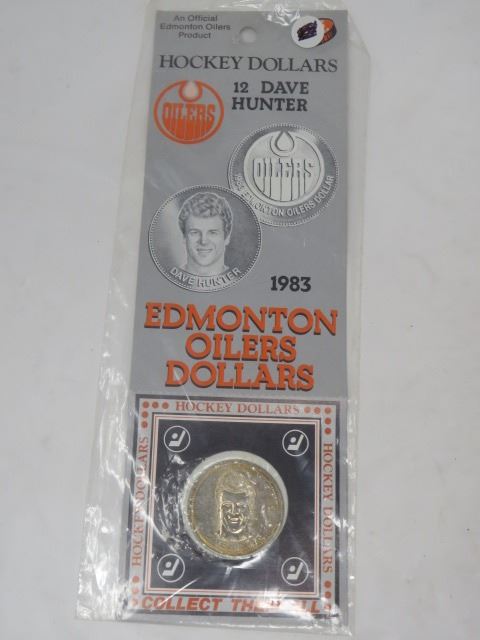 An Official
Edmonton Oilers
Product
HOCKEY DOLLARS
12 DAVE
HUNTER
OILERS
OILERS
1984 EDMONTON OILERS DOLLAR
DAVE HUNTER
1983
EDMONTON
OILERS
DOLLARS
HOCKEY DOLLARS
HOCKEY DOLLARS
HOCKEY DOLLARS
COLLECT THEM ALL